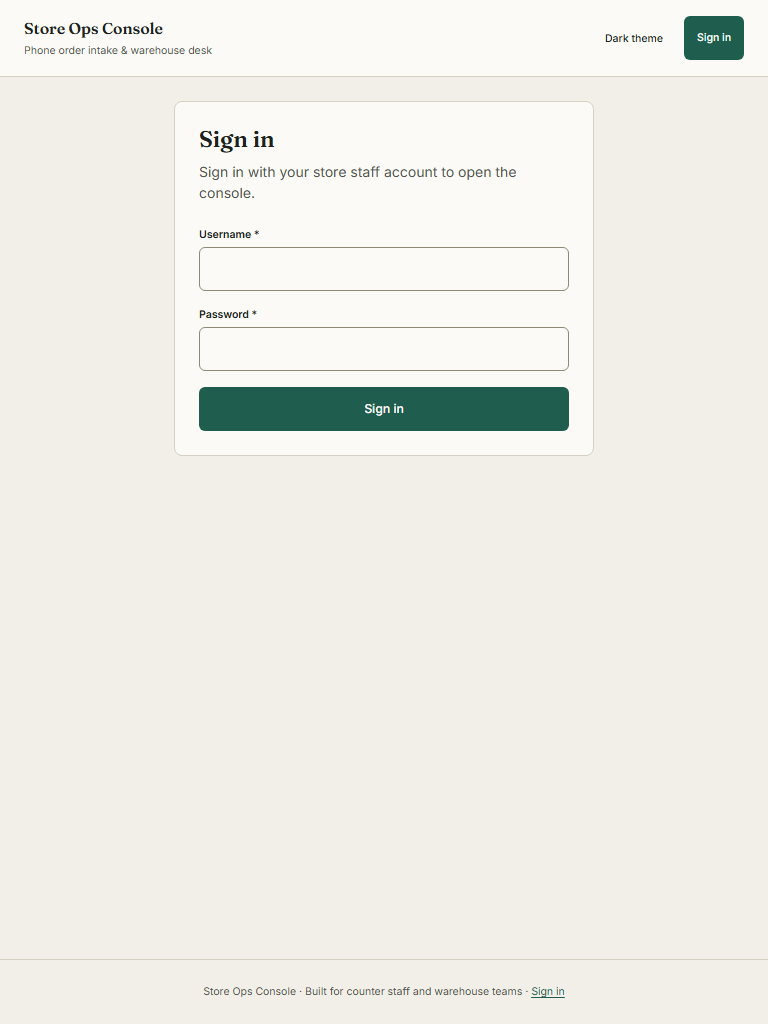 Store Ops Console
Phone order intake & warehouse desk
Dark theme
Sign in
Sign in
Sign in with your store staff account to open the
console.
Username *
Password *
Sign in
Store Ops Console · Built for counter staff and warehouse teams · Sign in